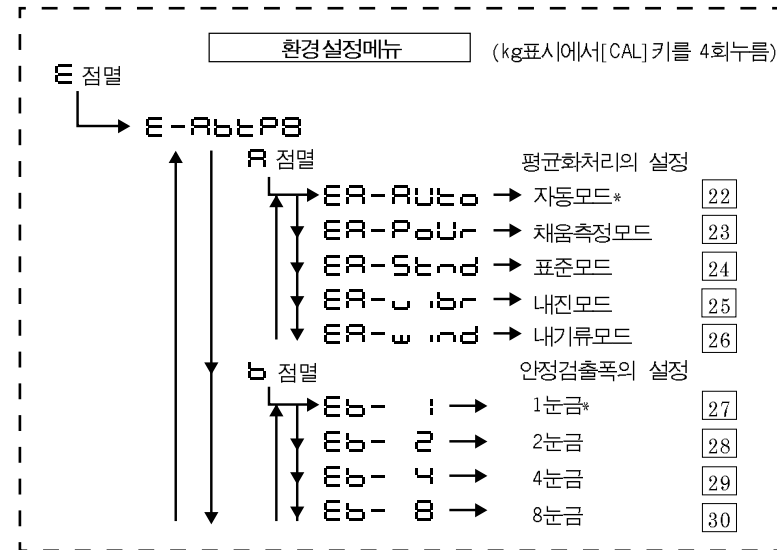 환경설정메뉴 (kg표시에서[CAL]키를 4회누름)
E 점멸
E-AbtP8
A 점멸 평균화처리의 설정
EA-AUto 자동모드* 22
EA-PoUr 채움측정모드 23
EA-Stnd 표준모드 24
EA-vibr 내진모드 25
EA-wind 내기류모드 26
b 점멸 안정검출폭의 설정
Eb- 1 1눈금* 27
Eb- 2 2눈금 28
Eb- 4 4눈금 29
Eb- 8 8눈금 30